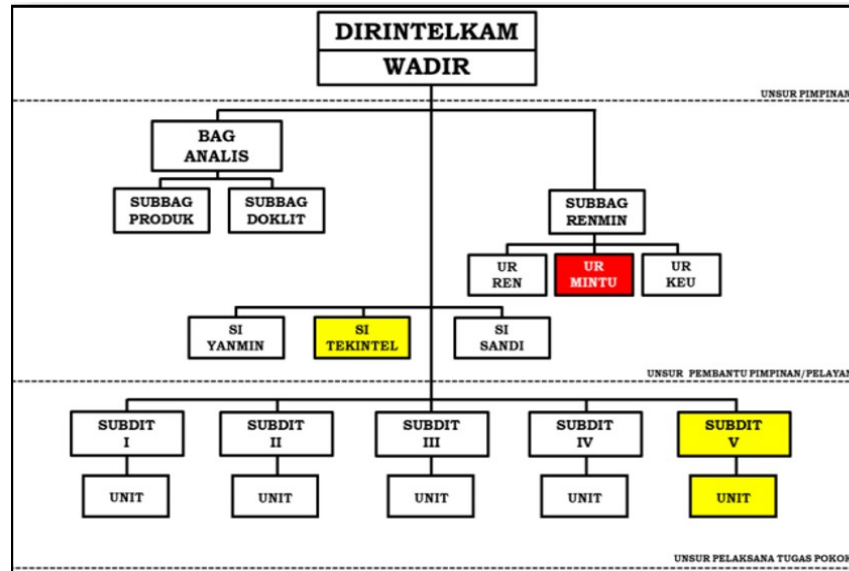 DIRINTELKAM
WADIR
UNSUR PIMPINAN
BAG
ANALIS
SUBBAG
PRODUK
SUBBAG
DOKLIT
SUBBAG
RENMIN
UR
REN
UR
MINTU
UR
KEU
SI
YANMIN
SI
TEKINTEL
SI
SANDI
UNSUR PEMBANTU PIMPINAN/PELAYAN
SUBDIT
I
SUBDIT
II
SUBDIT
III
SUBDIT
IV
SUBDIT
V
UNIT
UNIT
UNIT
UNIT
UNIT
UNSUR PELAKSANA TUGAS POKOK